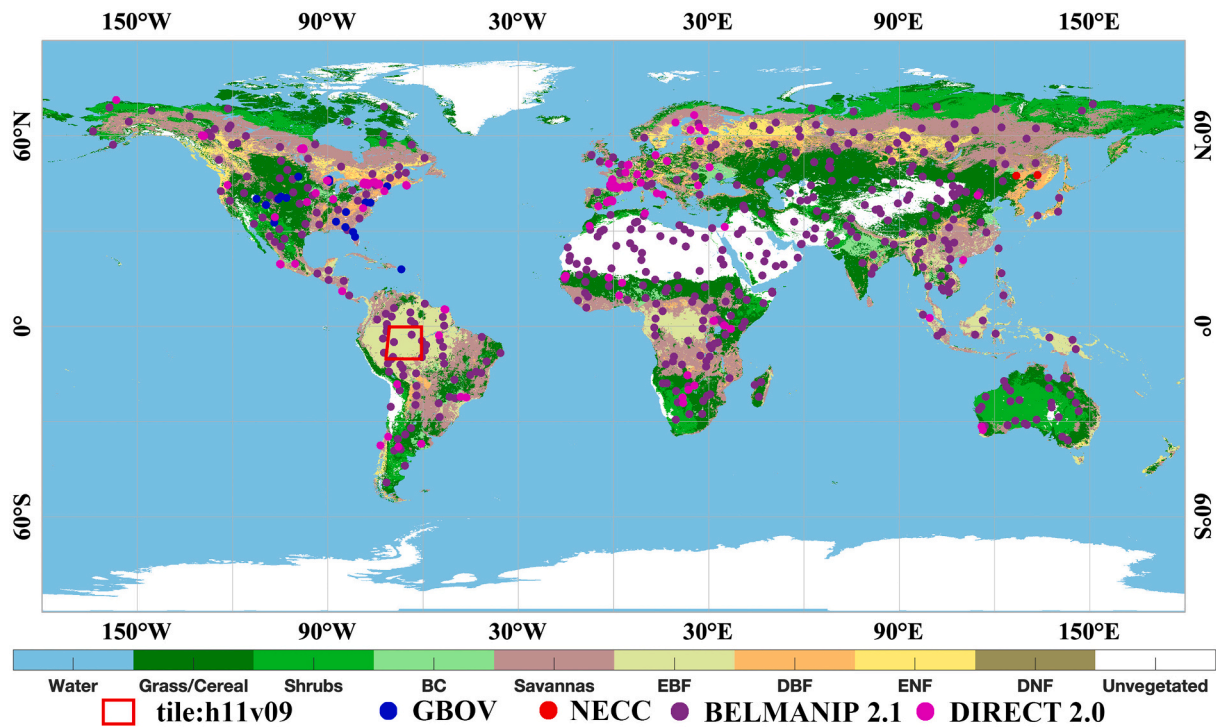 150°W 90°W 30°W 30°E 90°E 150°E
60°N 60°N
0° 0°
60°S 60°S
150°W 90°W 30°W 30°E 90°E 150°E
Water Grass/Cereal Shrubs BC Savannas EBF DBF ENF DNF Unvegetated
tile:h11v09 GBOV NECC BELMANIP 2.1 DIRECT 2.0